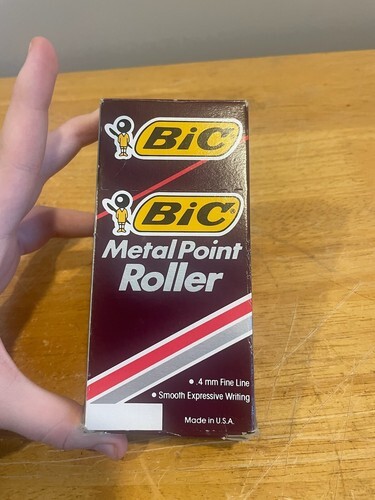 BiC
BiC®
Metal Point
Roller
• .4 mm Fine Line
• Smooth Expressive Writing
Made in U.S.A.